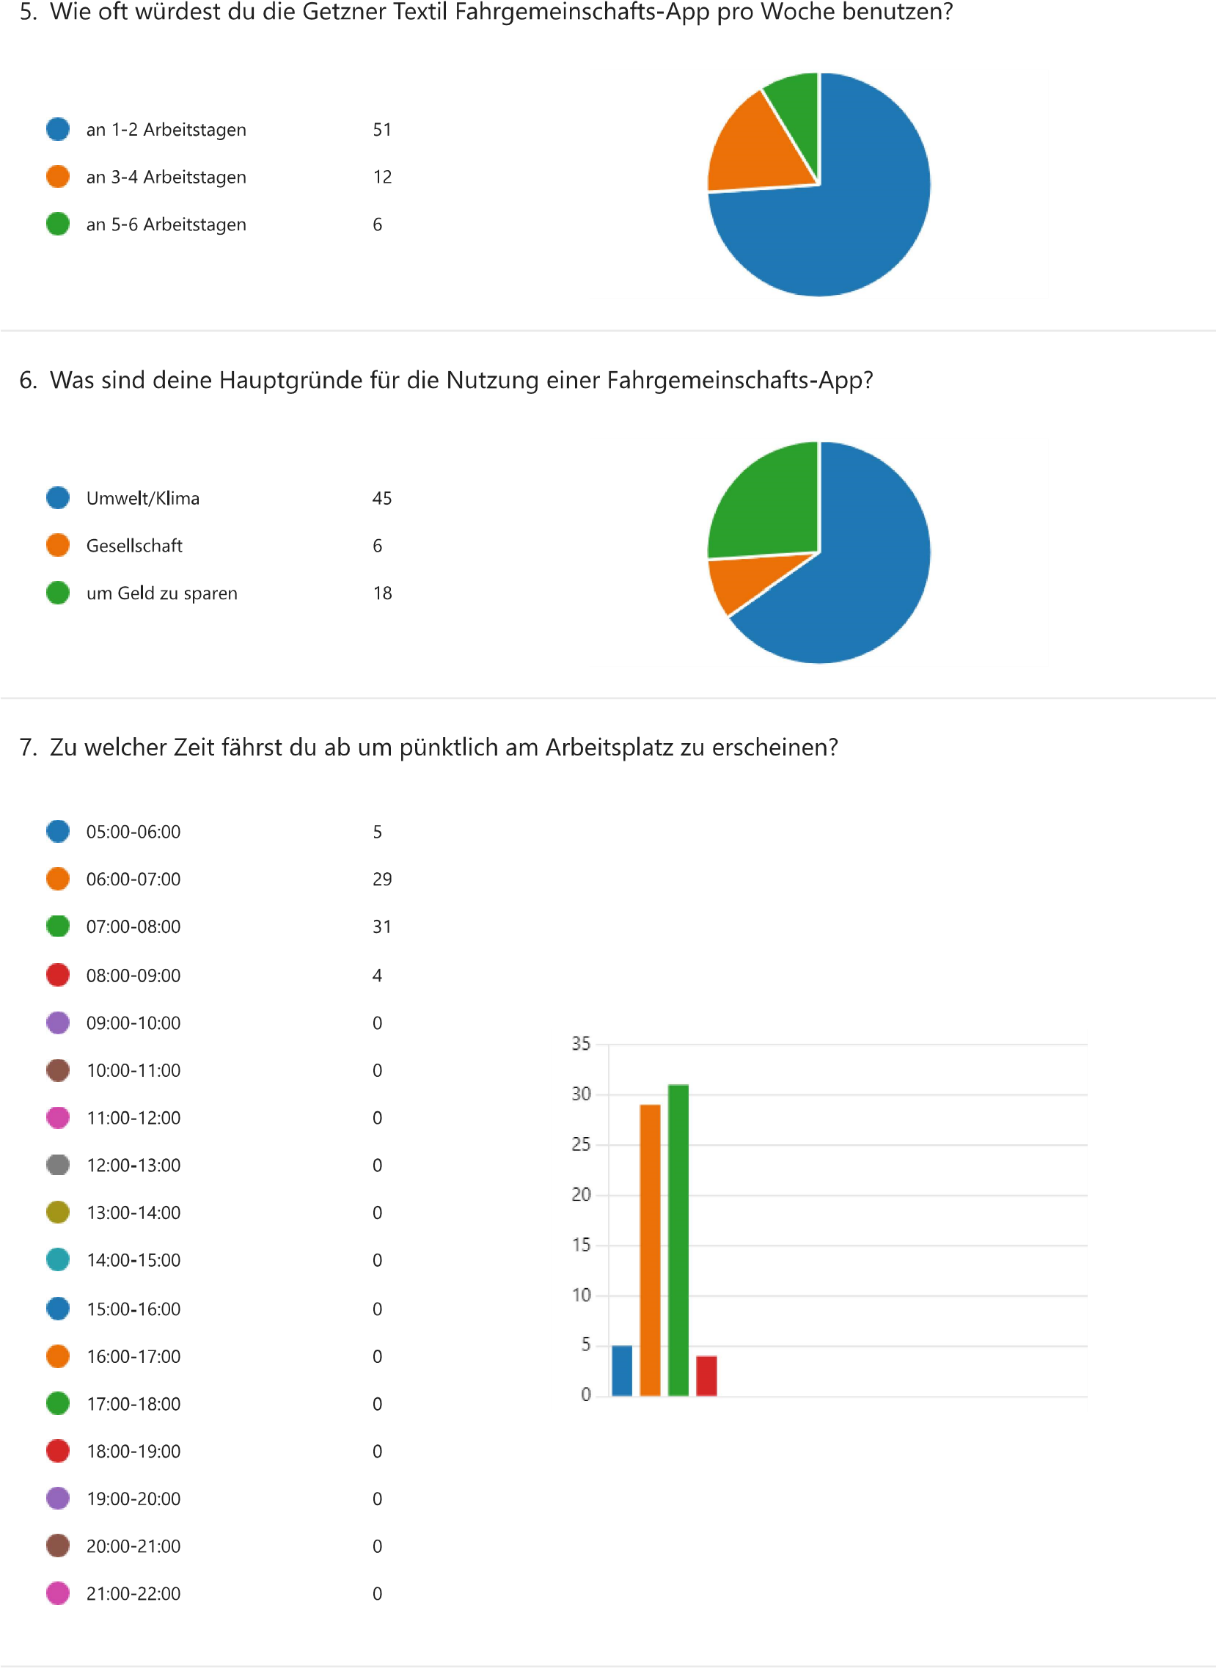 5. Wie oft würdest du die Getzner Textil Fahrgemeinschafts-App pro Woche benutzen?
an 1-2 Arbeitstagen 51
an 3-4 Arbeitstagen 12
an 5-6 Arbeitstagen 6
6. Was sind deine Hauptgründe für die Nutzung einer Fahrgemeinschafts-App?
Umwelt/Klima 45
Gesellschaft 6
um Geld zu sparen 18
7. Zu welcher Zeit fährst du ab um pünktlich am Arbeitsplatz zu erscheinen?
05:00-06:00 5
06:00-07:00 29
07:00-08:00 31
08:00-09:00 4
09:00-10:00 0
10:00-11:00 0
11:00-12:00 0
12:00-13:00 0
13:00-14:00 0
14:00-15:00 0
15:00-16:00 0
16:00-17:00 0
17:00-18:00 0
18:00-19:00 0
19:00-20:00 0
20:00-21:00 0
21:00-22:00 0
35
30
25
20
15
10
5
0